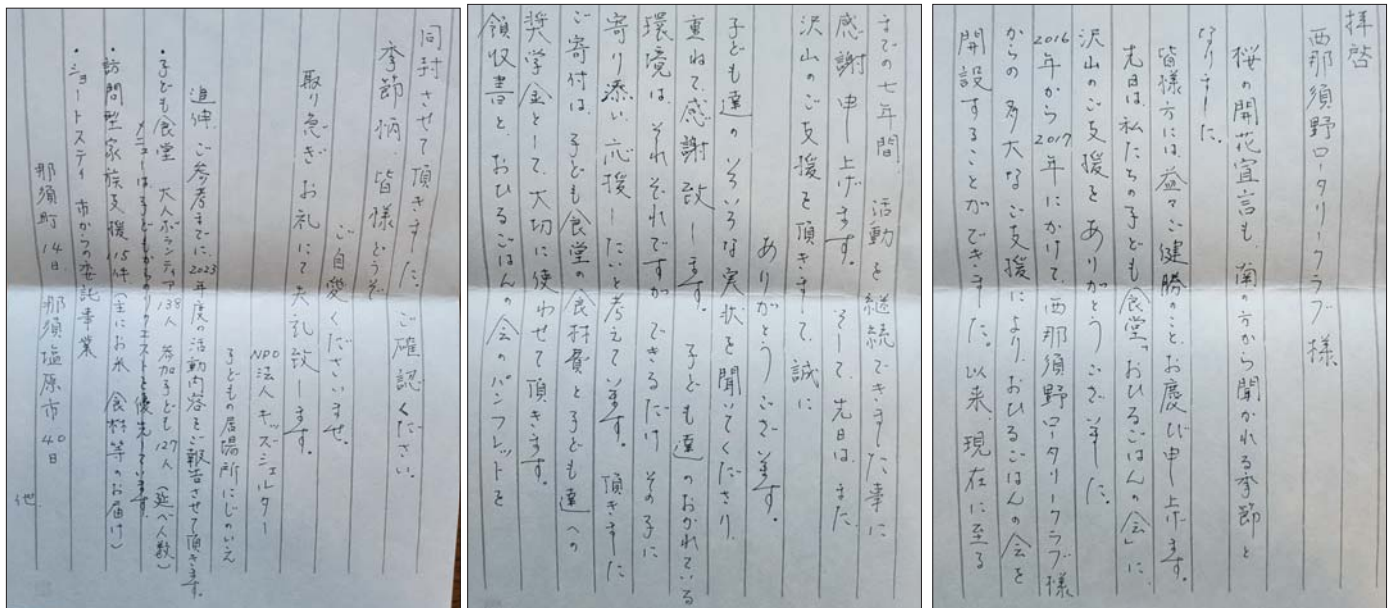 拝啓
西那須野ロータリークラブ様
桜の開花宣言も、南の方から聞かれる季節と
なりました。
皆様方には、益々ご健勝のこと、お慶び申し上げます。
先日は、私たちの子ども食堂「おひるごはんの会」に、
沢山のご支援をありがとうございました。
2016年から2017年にかけて、西那須野ロータリークラブ様
からの多大なご支援により、おひるごはんの会を
開設することができました。以来、現在に至る
までの七年間、活動を継続できました事に
感謝申し上げます。そして、先日は、また
沢山のご支援を頂きまして、誠に
ありがとうございます。
子ども達のいろいろな実状を聞いてくださり、
重ねて感謝致します。子ども達のおかれている
環境は、それぞれですが、できるだけその子に
寄り添い、応援したいと考えています。頂きました
ご寄付は、子ども食堂の食材費と子ども達への
奨学金として、大切に使わせて頂きます。
領収書と、おひるごはんの会のパンフレットを
同封させて頂きました。ご確認ください。
季節柄、皆様どうぞ
ご自愛くださいませ。
取り急ぎお礼にて失礼致します。
NPO法人キッズシェルター
子どもの居場所にじのいえ
追伸、ご参考までに、2023年度の活動内容をご報告させて頂きます。
・子ども食堂 大人ボランティア138人 参加子ども127人(延べ人数)
メニューは子どもからのリクエストを優先しています。
・訪問型家族支援、115件(主にお米、食材等のお届け)
・ショートステイ 市からの委託事業
那須町14日、那須塩原市40日
他